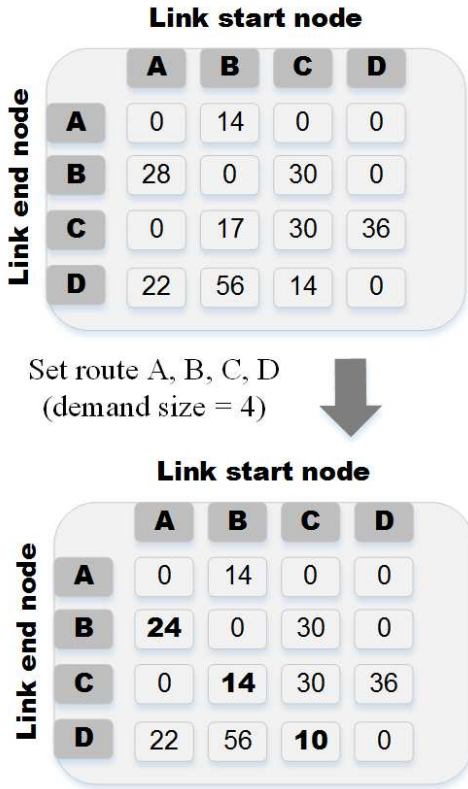 Link start node
A B C D
Link end node
A 0 14 0 0
B 28 0 30 0
C 0 17 30 36
D 22 56 14 0
Set route A, B, C, D
(demand size = 4)
Link start node
A B C D
Link end node
A 0 14 0 0
B 24 0 30 0
C 0 14 30 36
D 22 56 10 0